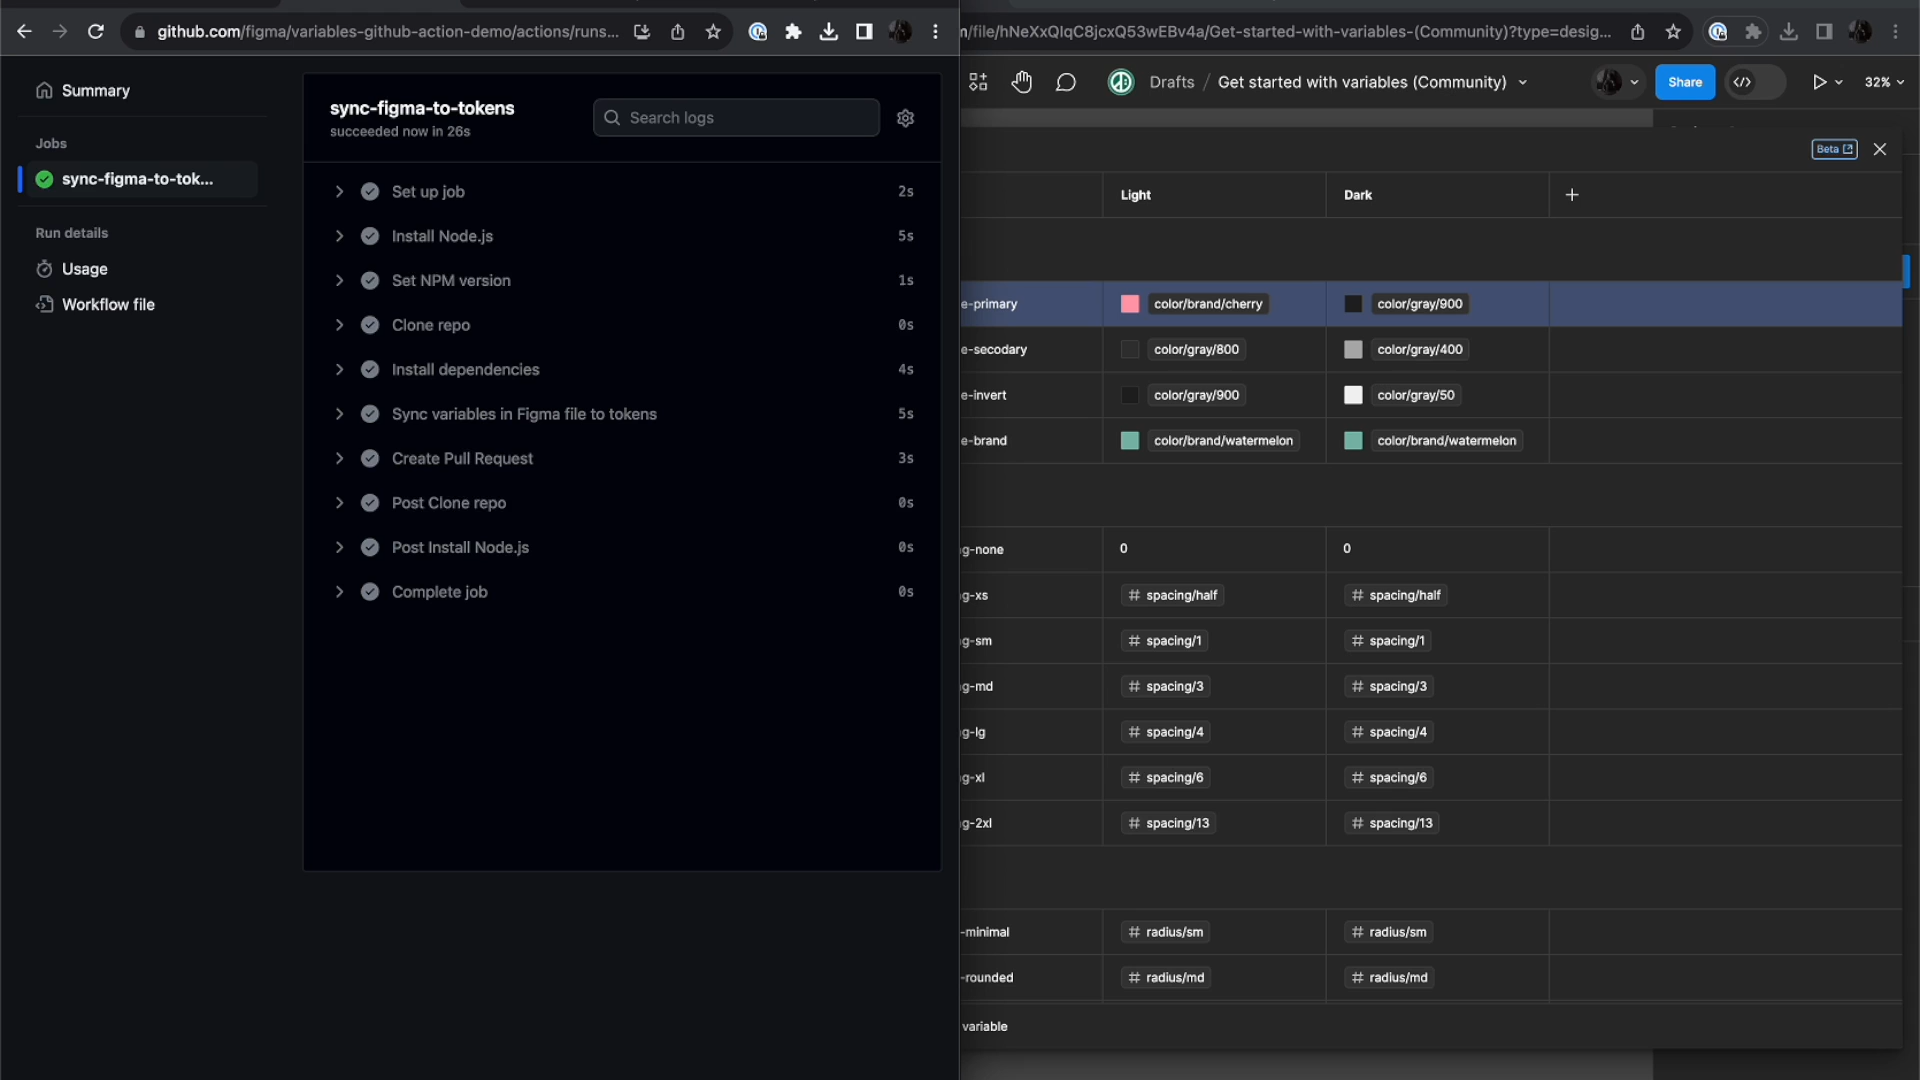 github.com/figma/variables-github-action-demo/actions/runs...
Summary
Jobs
sync-figma-to-tok...
Run details
Usage
Workflow file
sync-figma-to-tokens
succeeded now in 26s
Search logs
Set up job 2s
Install Node.js 5s
Set NPM version 1s
Clone repo 0s
Install dependencies 4s
Sync variables in Figma file to tokens 5s
Create Pull Request 3s
Post Clone repo 0s
Post Install Node.js 0s
Complete job 0s
/file/hNeXxQIqC8jcxQ53wEBv4a/Get-started-with-variables-(Community)?type=desig...
Drafts / Get started with variables (Community)
Share
32%
Beta
Light Dark
e-primary color/brand/cherry color/gray/900
e-secodary color/gray/800 color/gray/400
e-invert color/gray/900 color/gray/50
e-brand color/brand/watermelon color/brand/watermelon
g-none 0 0
g-xs spacing/half spacing/half
g-sm spacing/1 spacing/1
g-md spacing/3 spacing/3
g-lg spacing/4 spacing/4
g-xl spacing/6 spacing/6
g-2xl spacing/13 spacing/13
-minimal radius/sm radius/sm
-rounded radius/md radius/md
variable